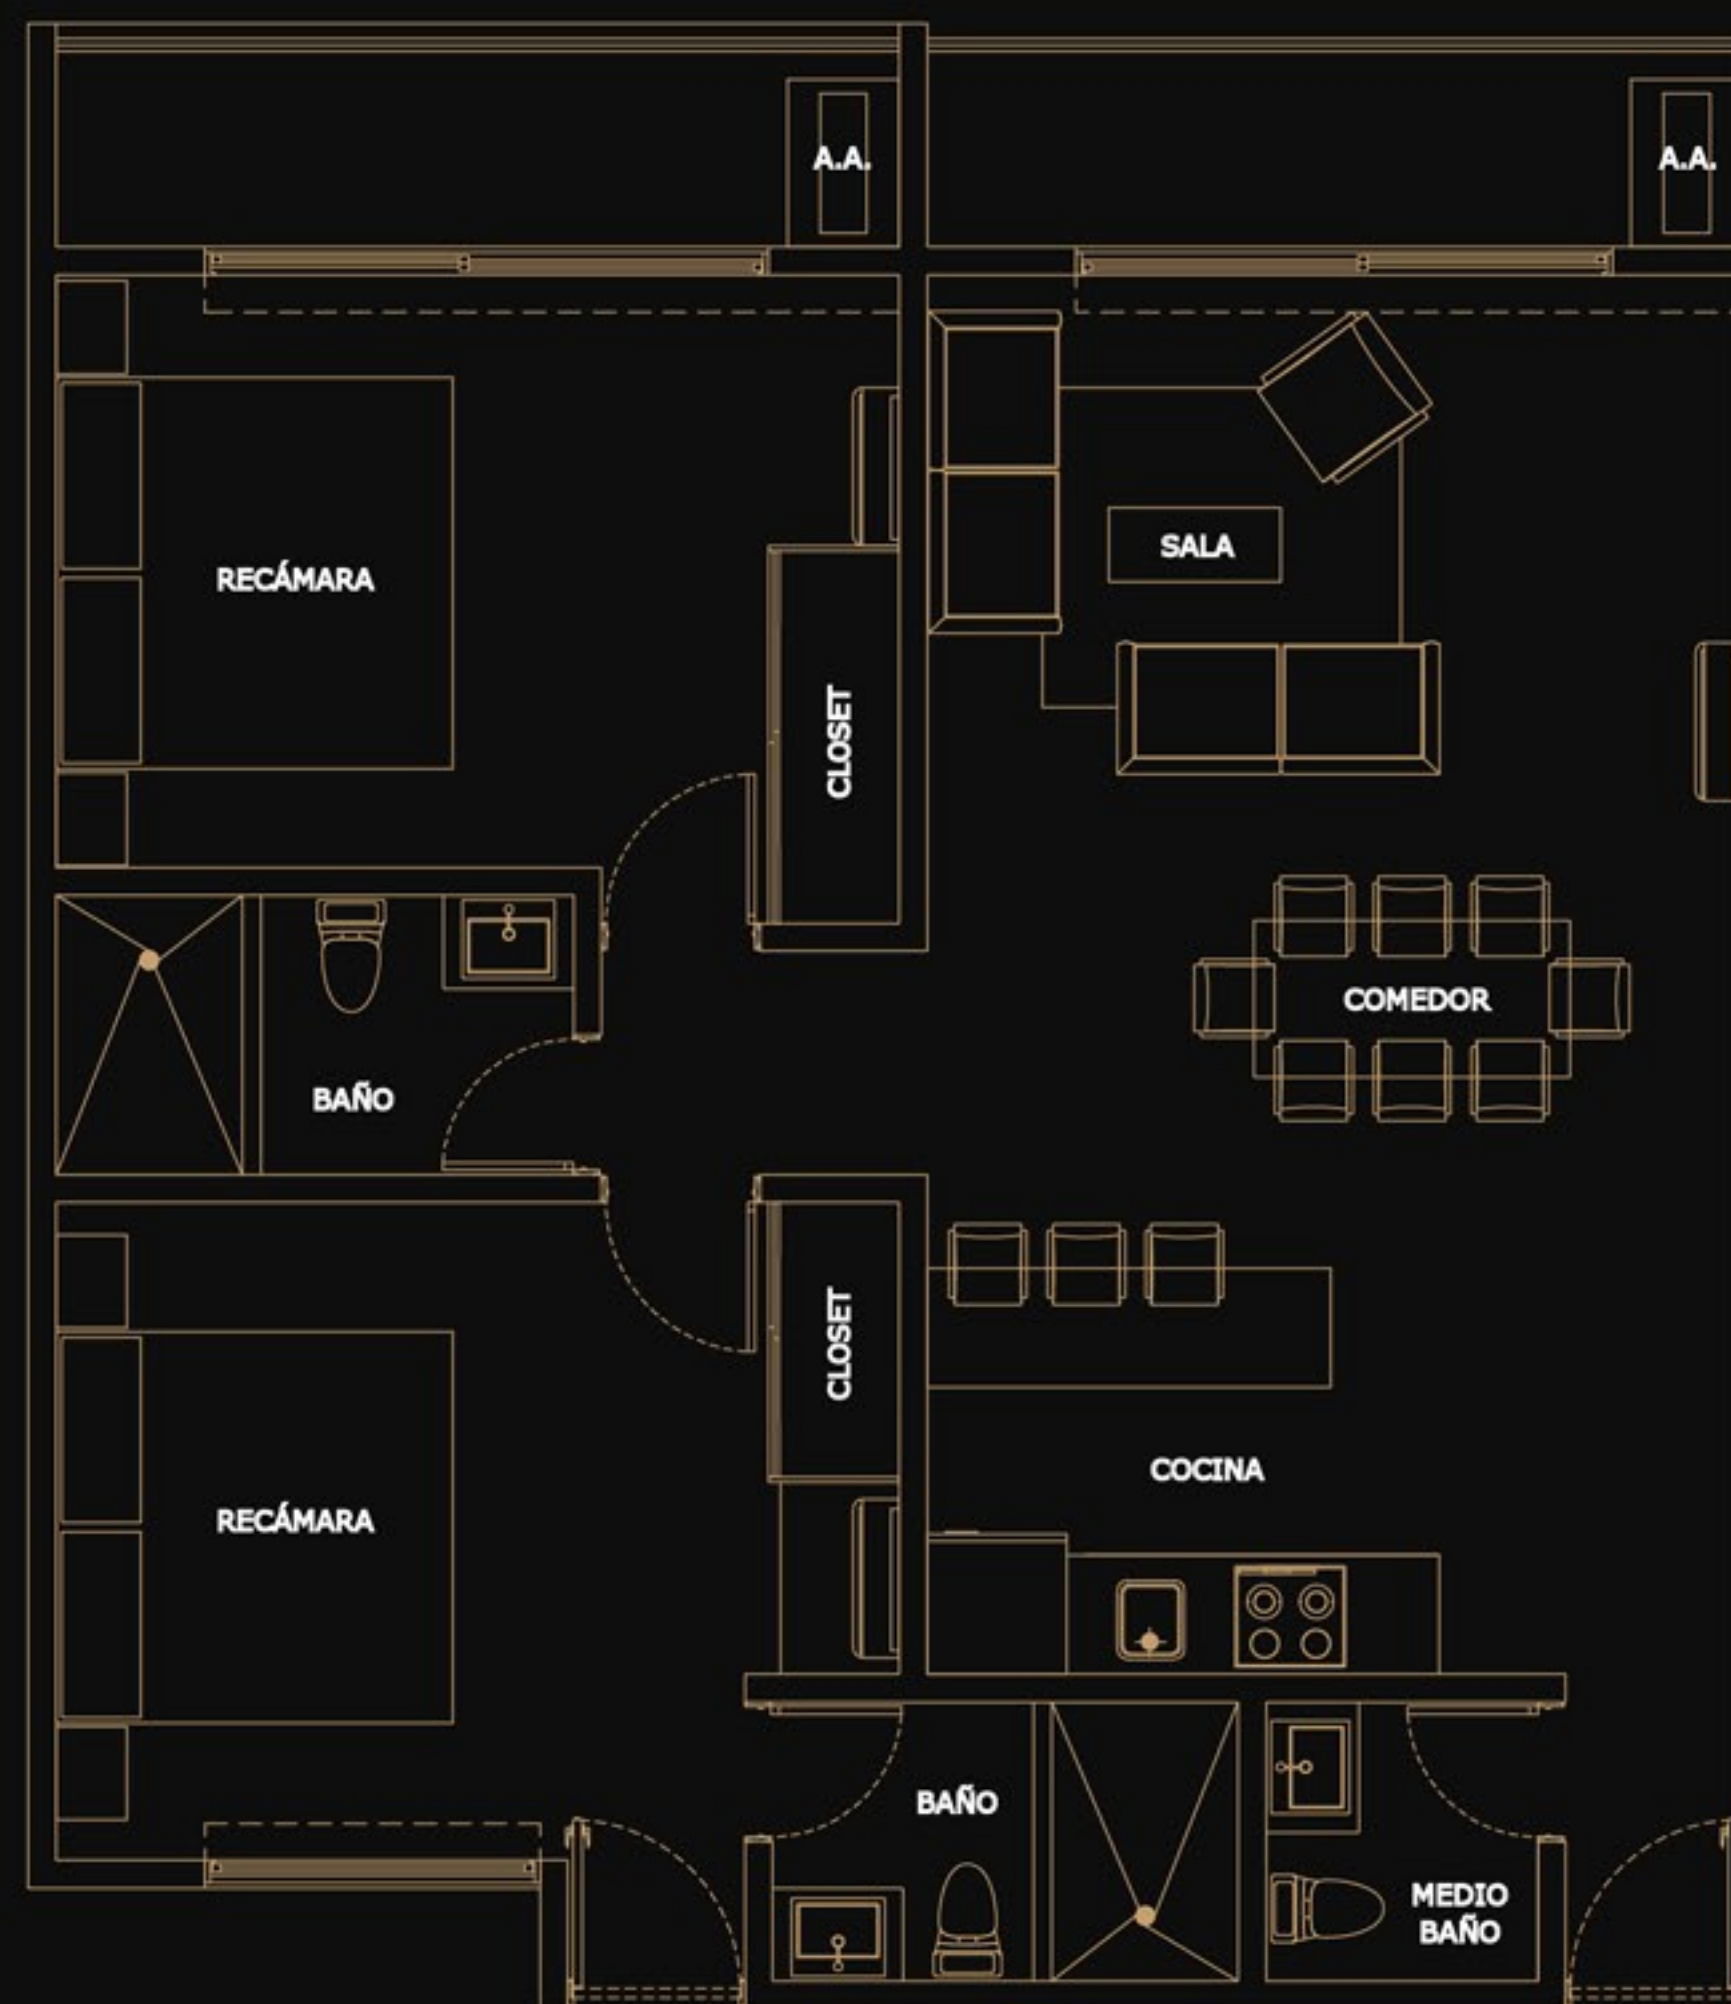 A.A.
A.A.
RECÁMARA
SALA
CLOSET
COMEDOR
BAÑO
CLOSET
COCINA
RECÁMARA
BAÑO
MEDIO
BAÑO